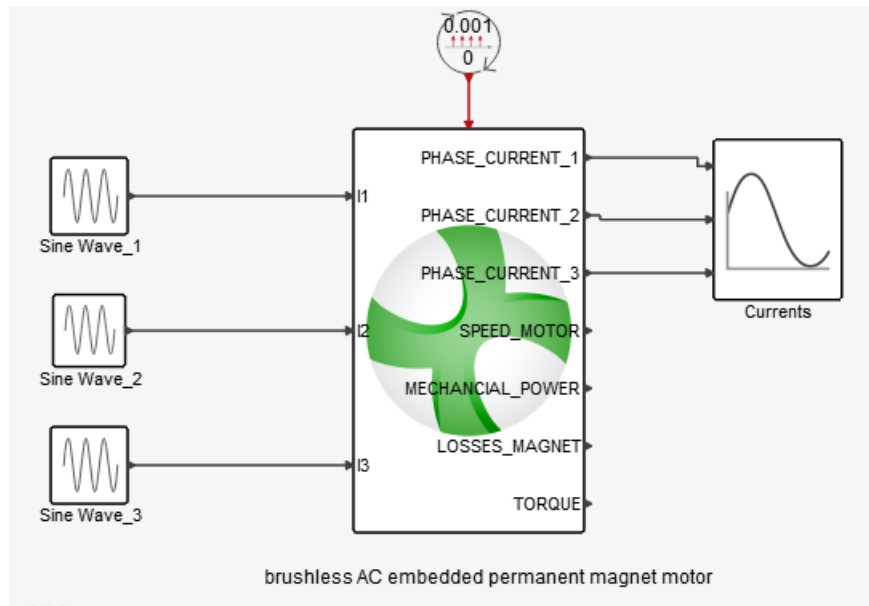 0.001
0
PHASE_CURRENT_1
I1
PHASE_CURRENT_2
Sine Wave_1
PHASE_CURRENT_3
Currents
I2
SPEED_MOTOR
Sine Wave_2
MECHANCIAL_POWER
LOSSES_MAGNET
I3
TORQUE
Sine Wave_3
brushless AC embedded permanent magnet motor